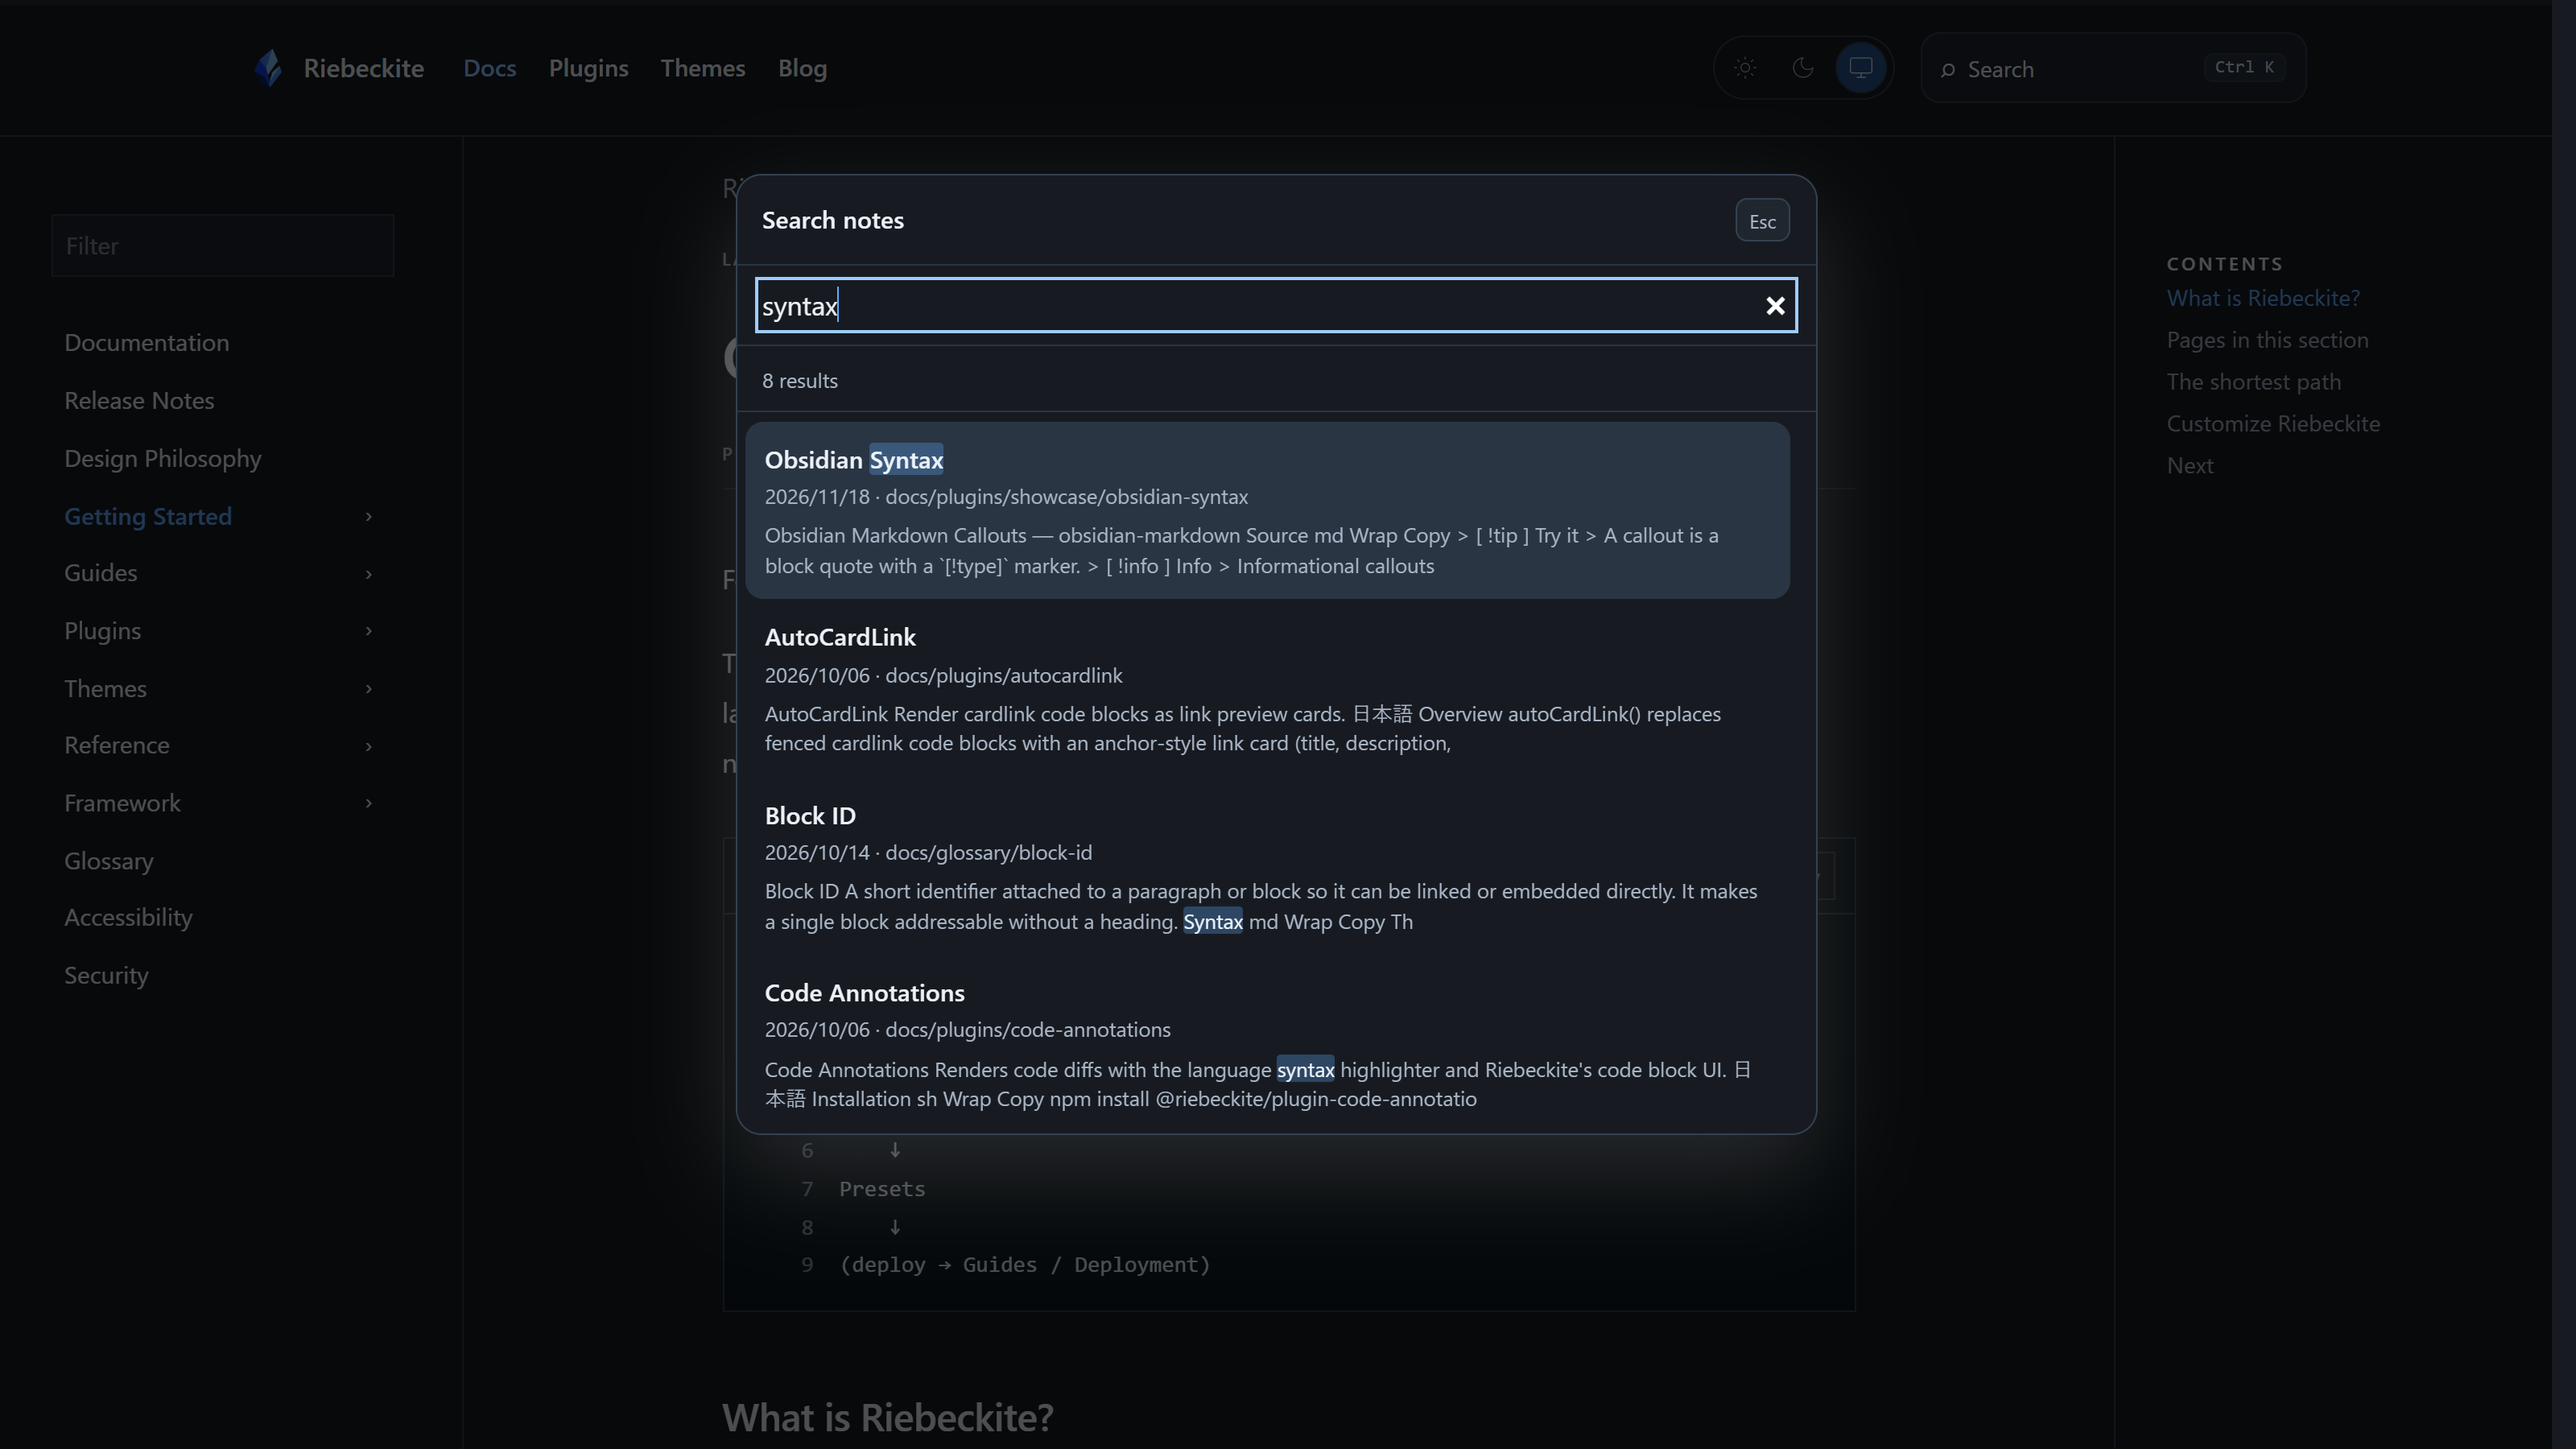 Riebeckite
Docs
Plugins
Themes
Blog
Search
Ctrl K
Filter
Documentation
Release Notes
Design Philosophy
Getting Started
Guides
Plugins
Themes
Reference
Framework
Glossary
Accessibility
Security
Search notes
Esc
syntax
8 results
Obsidian Syntax
2026/11/18 · docs/plugins/showcase/obsidian-syntax
Obsidian Markdown Callouts — obsidian-markdown Source md Wrap Copy > [ !tip ] Try it > A callout is a
block quote with a `[!type]` marker. > [ !info ] Info > Informational callouts
AutoCardLink
2026/10/06 · docs/plugins/autocardlink
AutoCardLink Render cardlink code blocks as link preview cards. 日本語 Overview autoCardLink() replaces
fenced cardlink code blocks with an anchor-style link card (title, description,
Block ID
2026/10/14 · docs/glossary/block-id
Block ID A short identifier attached to a paragraph or block so it can be linked or embedded directly. It makes
a single block addressable without a heading. Syntax md Wrap Copy Th
Code Annotations
2026/10/06 · docs/plugins/code-annotations
Code Annotations Renders code diffs with the language syntax highlighter and Riebeckite's code block UI. 日
本語 Installation sh Wrap Copy npm install @riebeckite/plugin-code-annotatio
6 ↓
7 Presets
8 ↓
9 (deploy → Guides / Deployment)
What is Riebeckite?
CONTENTS
What is Riebeckite?
Pages in this section
The shortest path
Customize Riebeckite
Next